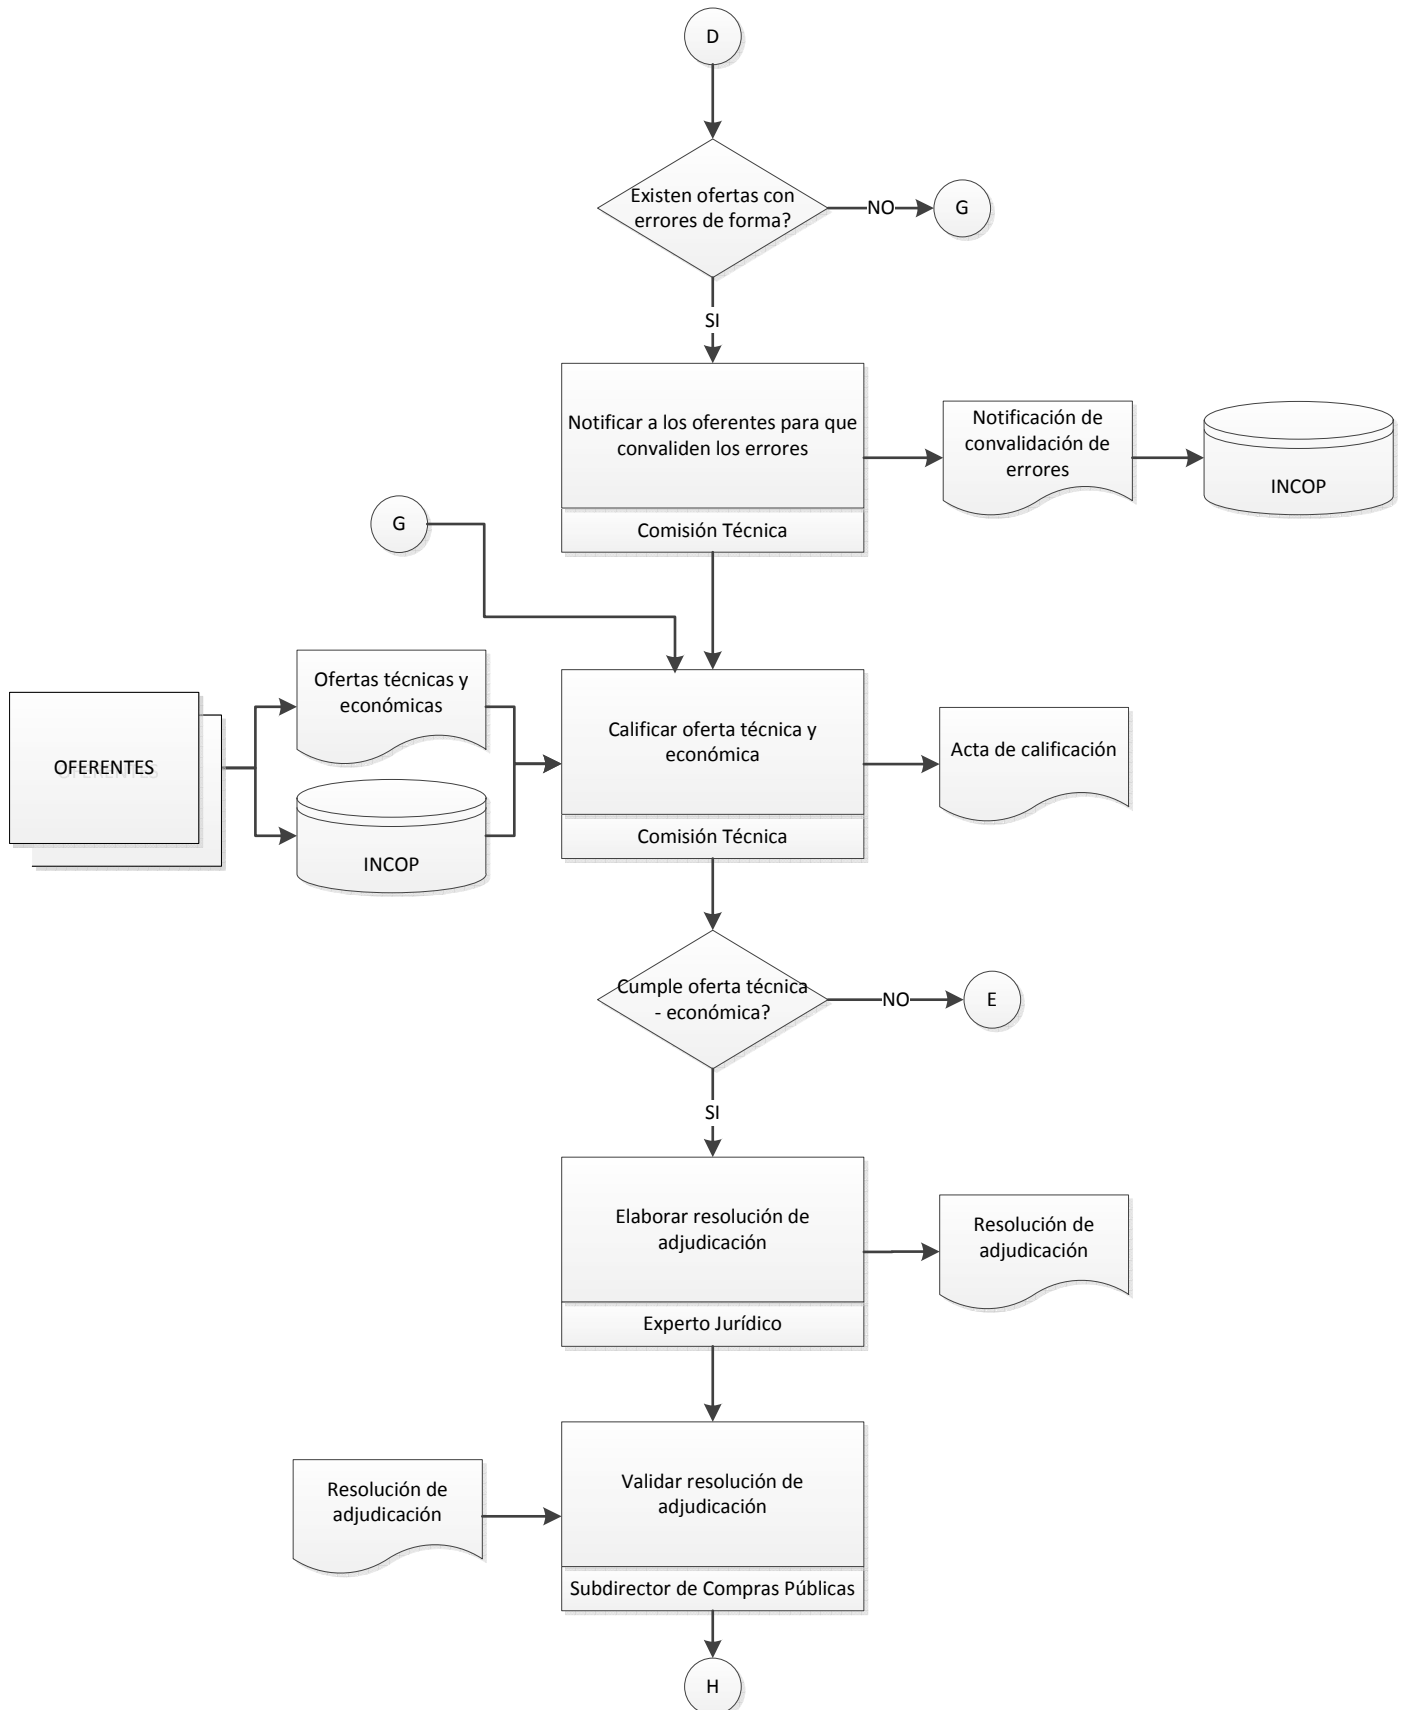 D
Existen ofertas con
errores de forma?
NO
G
SI
Notificar a los oferentes para que
convaliden los errores
Comisión Técnica
Notificación de
convalidación de
errores
INCOP
G
OFERENTES
Ofertas técnicas y
económicas
INCOP
Calificar oferta técnica y
económica
Comisión Técnica
Acta de calificación
Cumple oferta técnica
- económica?
NO
E
SI
Elaborar resolución de
adjudicación
Experto Jurídico
Resolución de
adjudicación
Resolución de
adjudicación
Validar resolución de
adjudicación
Subdirector de Compras Públicas
H